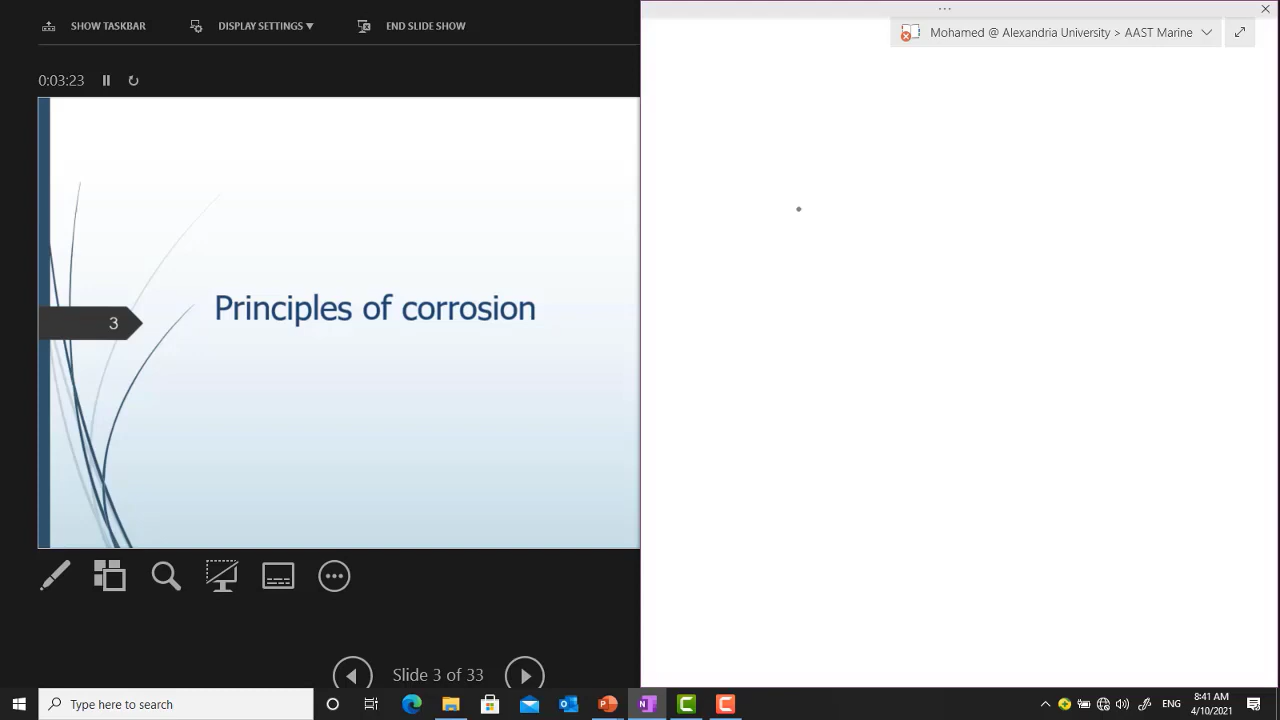 SHOW TASKBAR DISPLAY SETTINGS ▼ END SLIDE SHOW
0:03:23
Principles of corrosion
3
Slide 3 of 33
Mohamed @ Alexandria University > AAST Marine
Type here to search
ENG
8:41 AM
4/10/2021